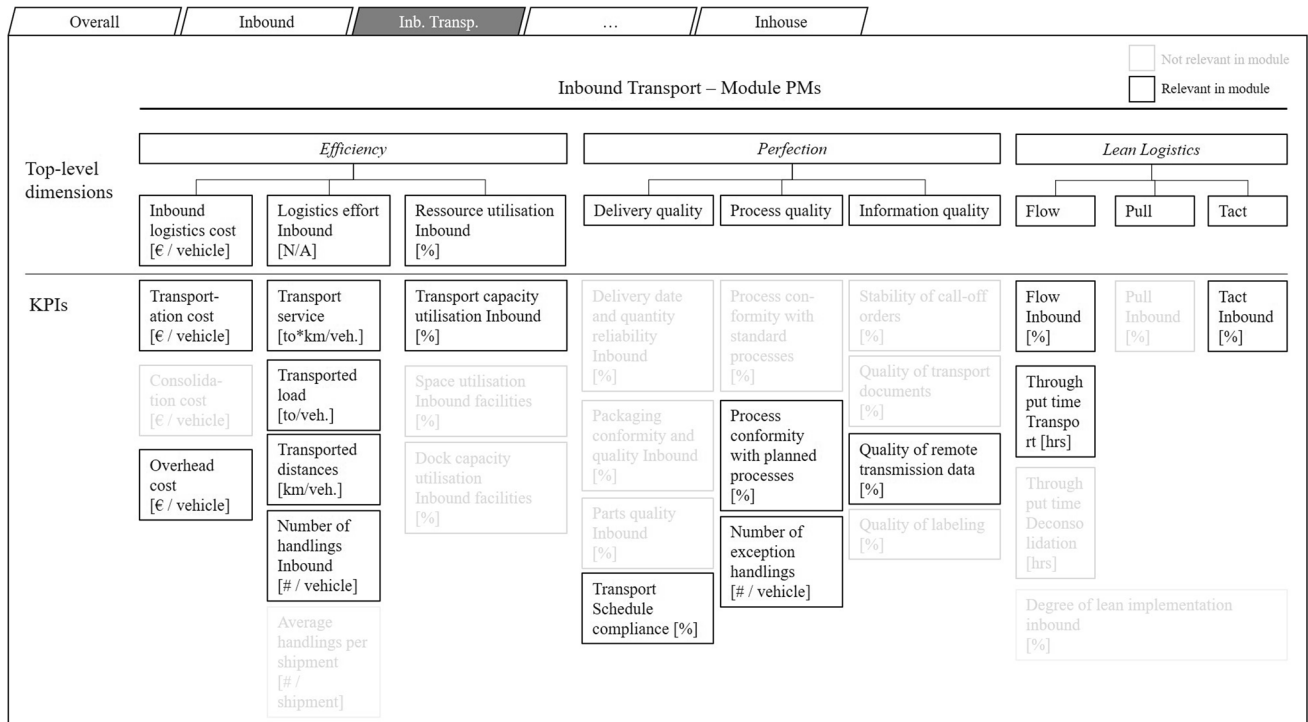 Overall
Inbound
Inb. Transp.
…
Inhouse
Not relevant in module
Relevant in module
Inbound Transport – Module PMs
Top-level
dimensions
Efficiency
Perfection
Lean Logistics
Inbound
logistics cost
[€ / vehicle]
Logistics effort
Inbound
[N/A]
Ressource utilisation
Inbound
[%]
Delivery quality
Process quality
Information quality
Flow
Pull
Tact
KPIs
Transport-
ation cost
[€ / vehicle]
Consolida-
tion cost
[€ / vehicle]
Overhead
cost
[€ / vehicle]
Transport
service
[to*km/veh.]
Transported
load
[to/veh.]
Transported
distances
[km/veh.]
Number of
handlings
Inbound
[# / vehicle]
Average
handlings per
shipment
[# /
shipment]
Transport capacity
utilisation Inbound
[%]
Space utilisation
Inbound facilities
[%]
Dock capacity
utilisation
Inbound facilities
[%]
Delivery date
and quantity
reliability
Inbound
[%]
Packaging
conformity and
quality Inbound
[%]
Parts quality
Inbound
[%]
Transport
Schedule
compliance [%]
Process con-
formity with
standard
processes
[%]
Process
conformity
with planned
processes
[%]
Number of
exception
handlings
[# / vehicle]
Stability of call-off
orders
[%]
Quality of transport
documents
[%]
Quality of remote
transmission data
[%]
Quality of labeling
[%]
Flow
Inbound
[%]
Through
put time
Transpo
rt [hrs]
Through
put time
Deconso
lidation
[hrs]
Pull
Inbound
[%]
Tact
Inbound
[%]
Degree of lean implementation
inbound
[%]